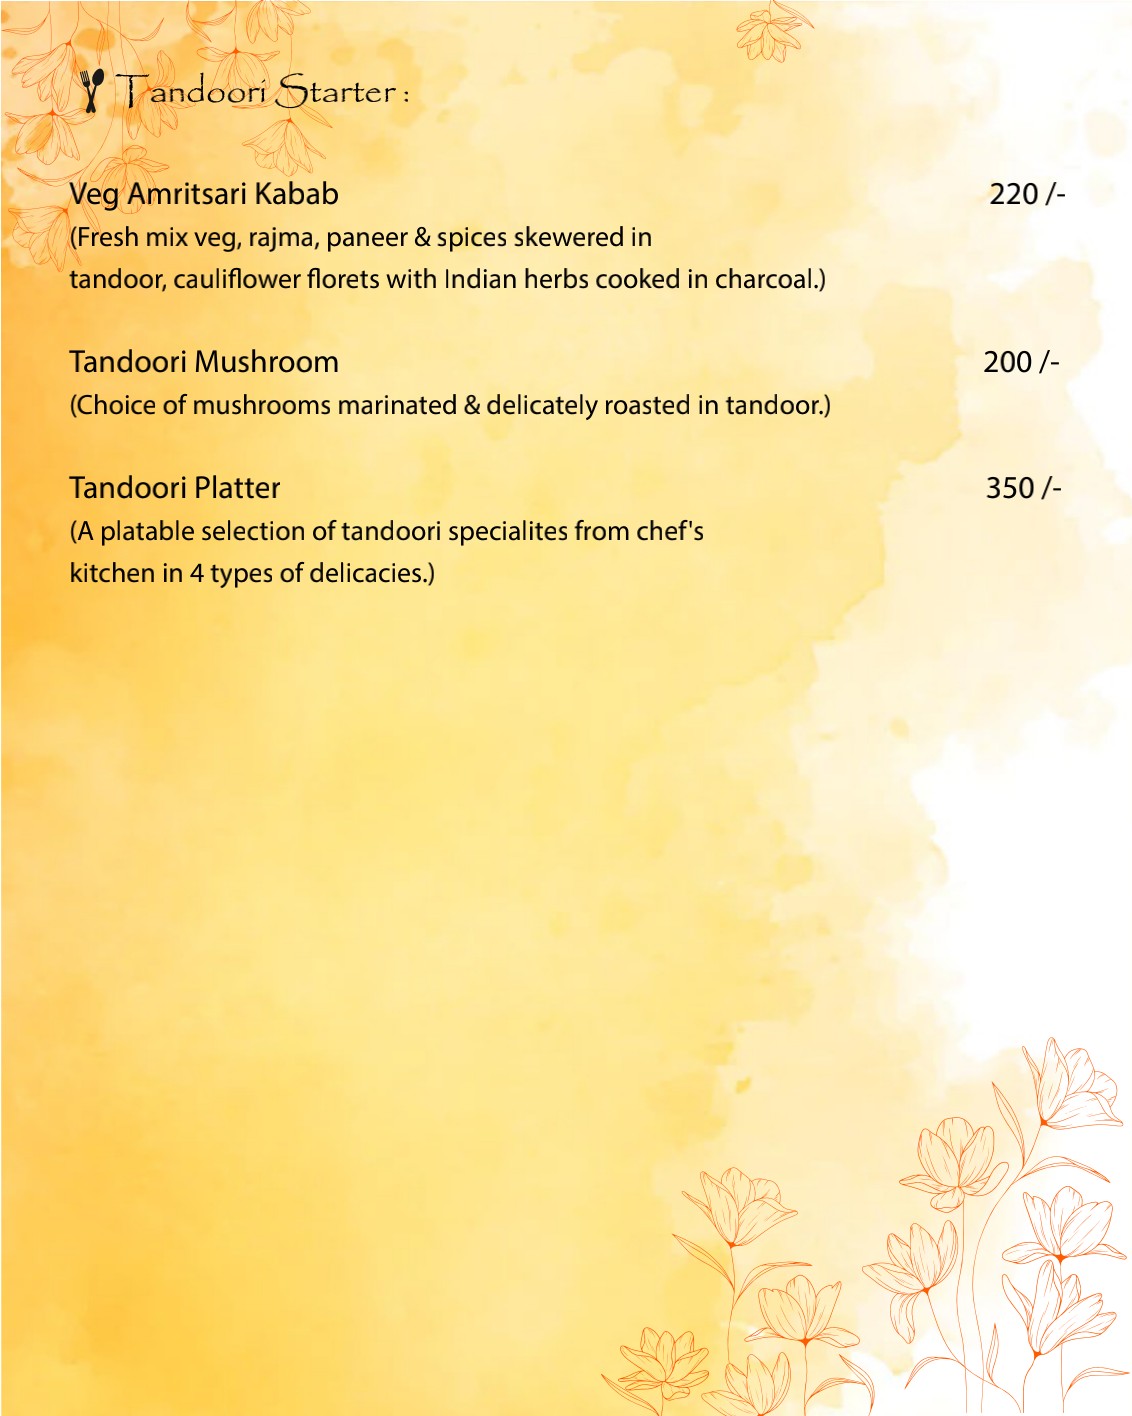 Tandoori Starter :
Veg Amritsari Kabab 220 /-
(Fresh mix veg, rajma, paneer & spices skewered in
tandoor, cauliflower florets with Indian herbs cooked in charcoal.)
Tandoori Mushroom 200 /-
(Choice of mushrooms marinated & delicately roasted in tandoor.)
Tandoori Platter 350 /-
(A platable selection of tandoori specialites from chef's
kitchen in 4 types of delicacies.)